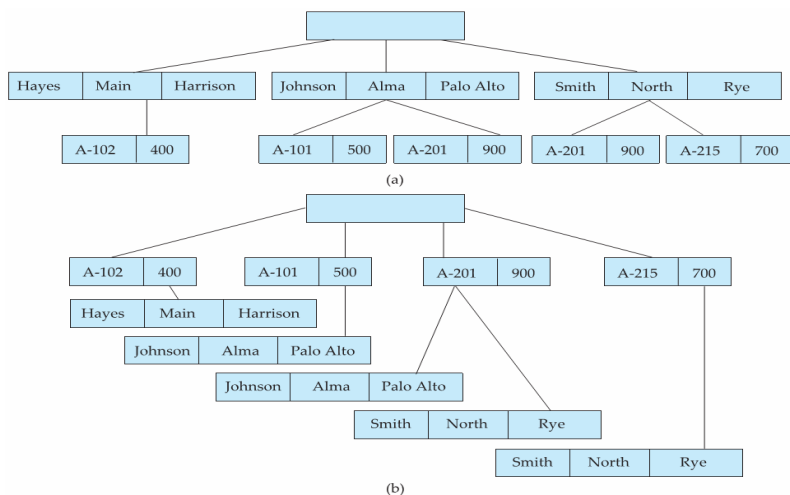 Hayes Main Harrison Johnson Alma Palo Alto Smith North Rye
A-102 400 A-101 500 A-201 900 A-201 900 A-215 700
(a)
A-102 400 A-101 500 A-201 900 A-215 700
Hayes Main Harrison
Johnson Alma Palo Alto
Johnson Alma Palo Alto
Smith North Rye
Smith North Rye
(b)